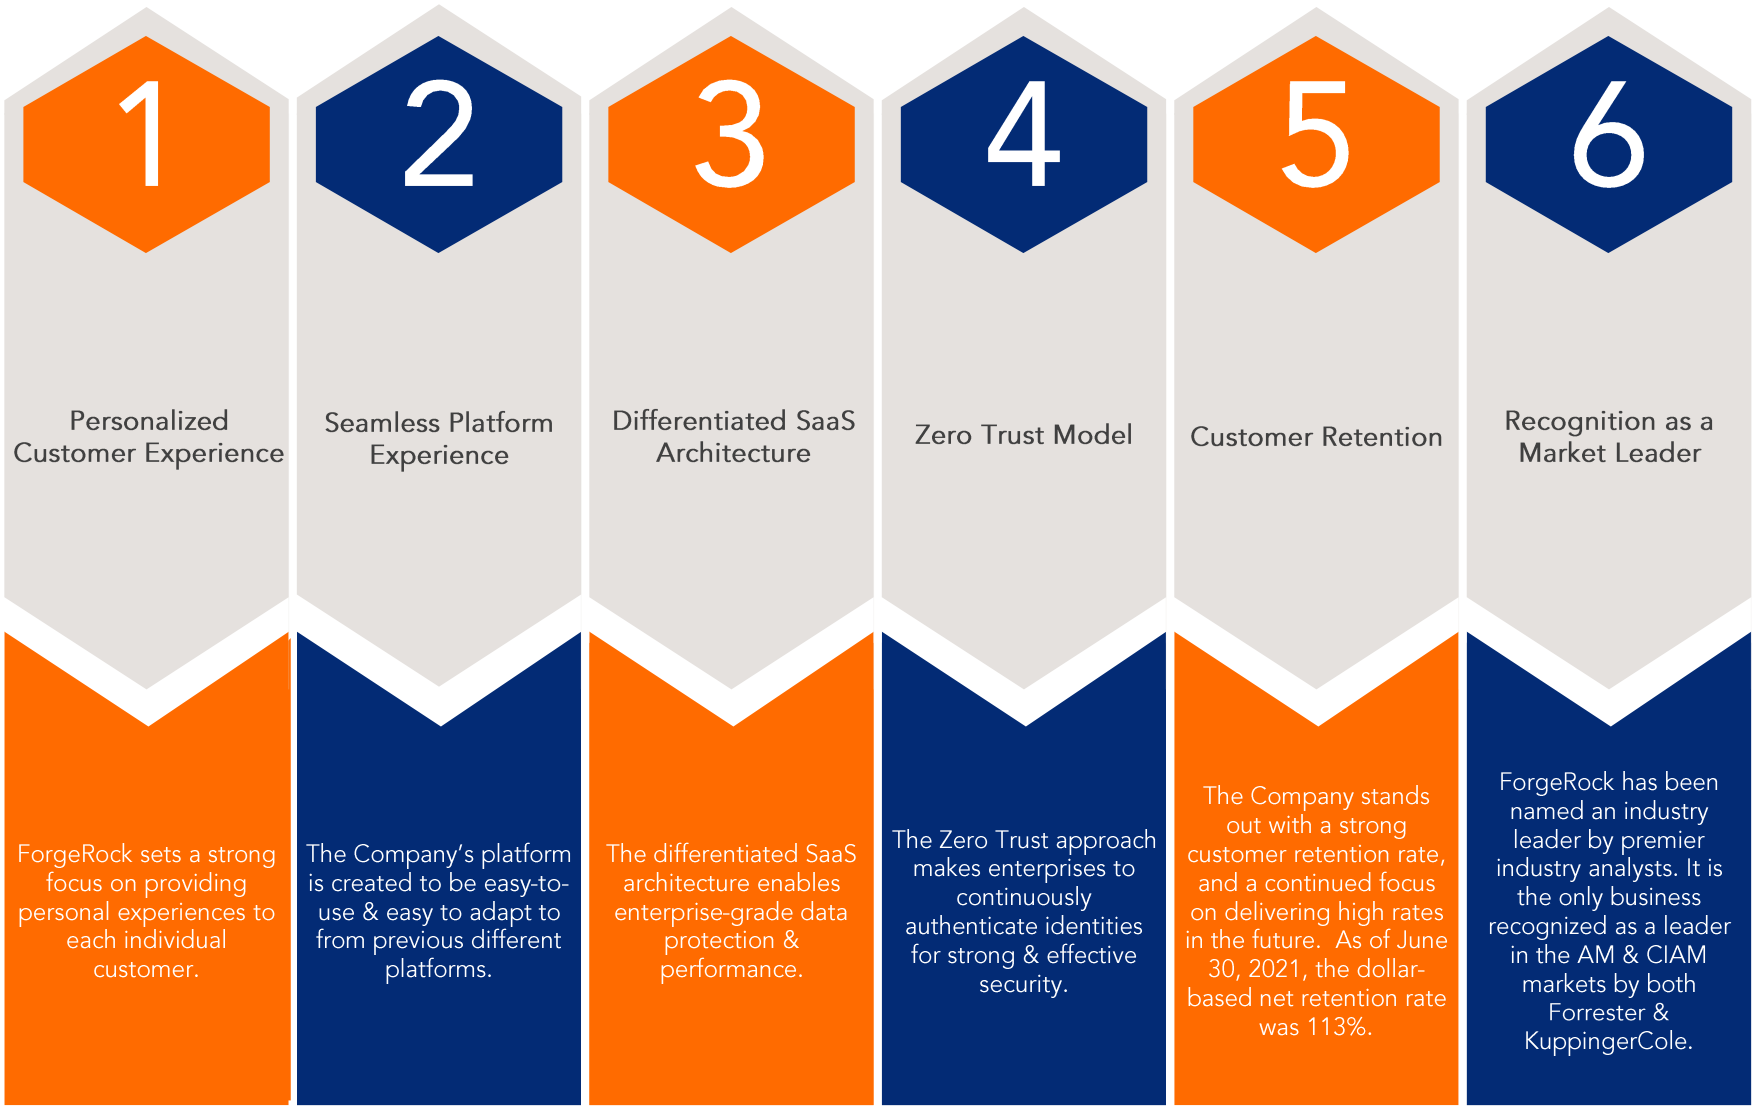 1
Personalized
Customer Experience
ForgeRock sets a strong
focus on providing
personal experiences to
each individual
customer.
2
Seamless Platform
Experience
The Company's platform
is created to be easy-to-
use & easy to adapt to
from previous different
platforms.
3
Differentiated SaaS
Architecture
The differentiated SaaS
architecture enables
enterprise-grade data
protection &
performance.
4
Zero Trust Model
The Zero Trust approach
makes enterprises to
continuously
authenticate identities
for strong & effective
security.
5
Customer Retention
The Company stands
out with a strong
customer retention rate,
and a continued focus
on delivering high rates
in the future.  As of June
30, 2021, the dollar-
based net retention rate
was 113%.
6
Recognition as a
Market Leader
ForgeRock has been
named an industry
leader by premier
industry analysts. It is
the only business
recognized as a leader
in the AM & CIAM
markets by both
Forrester &
KuppingerCole.